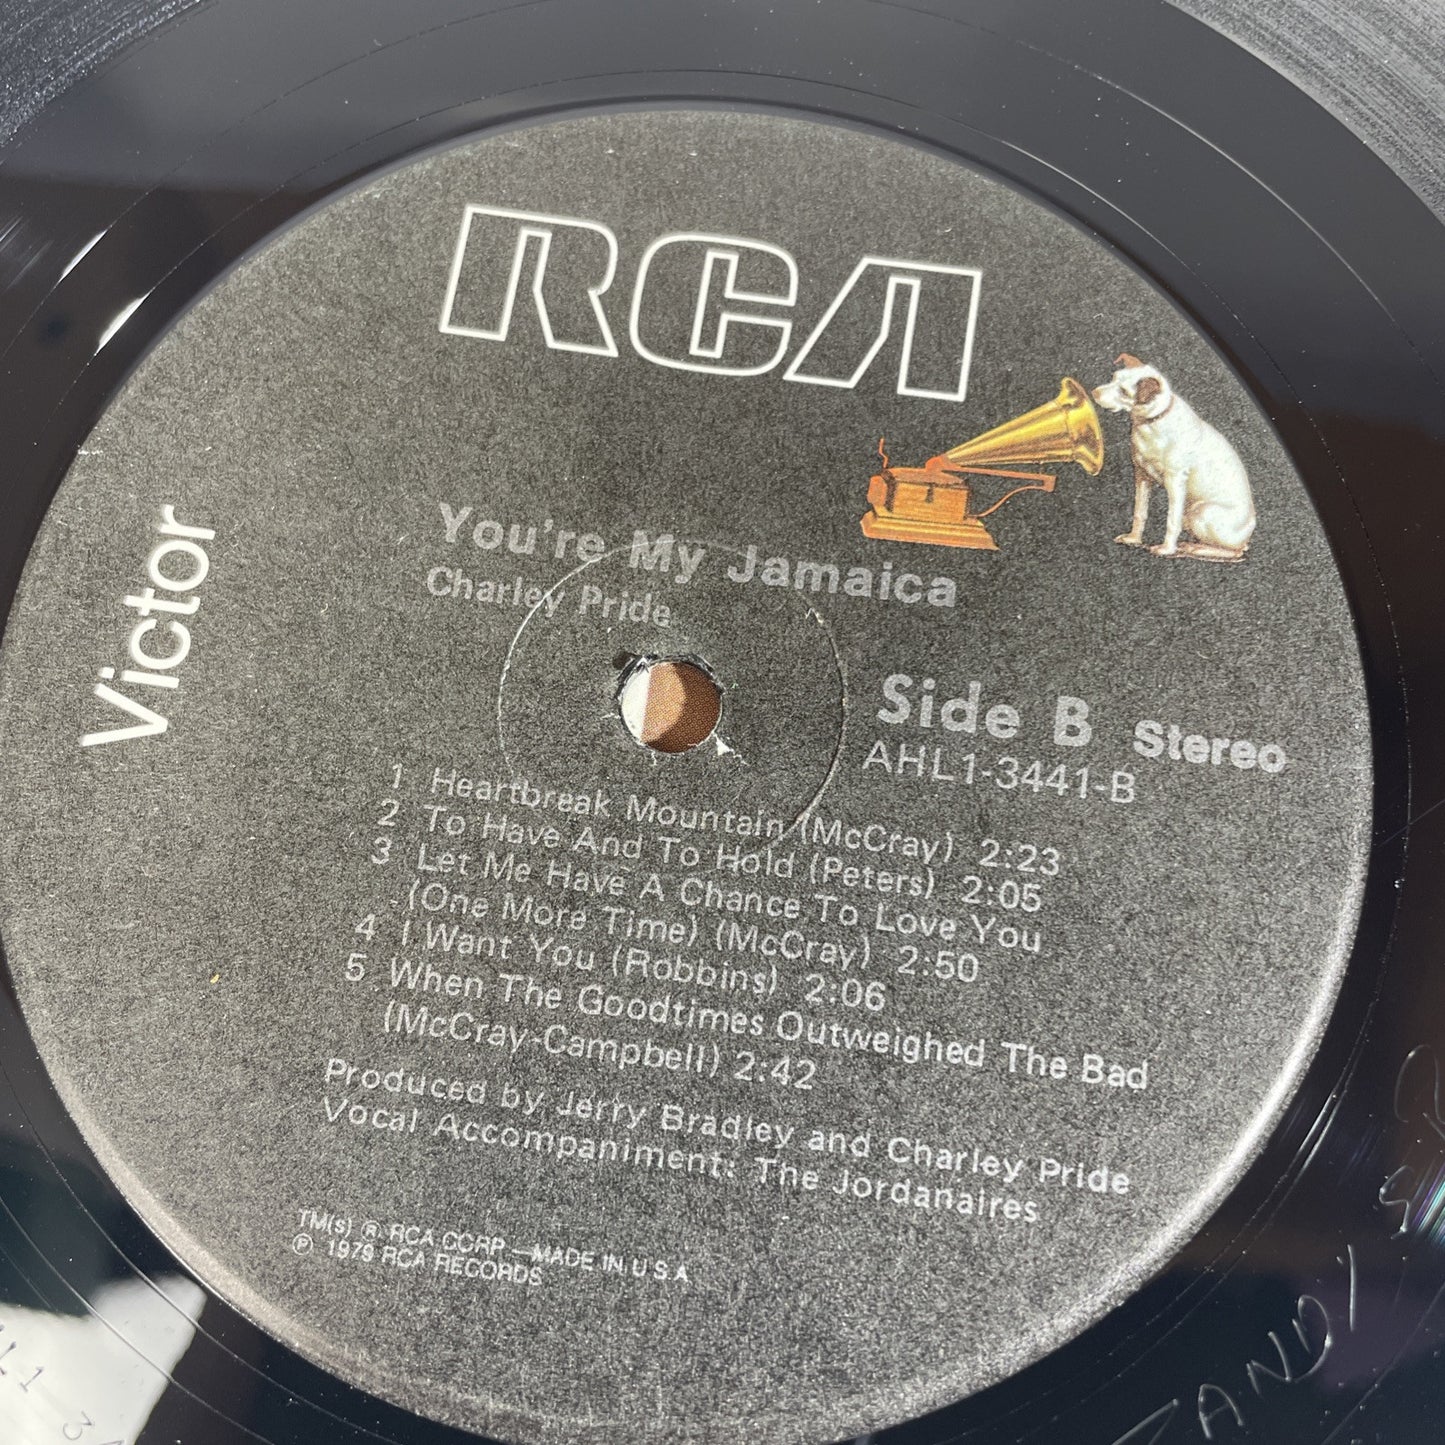 RCA
Victor
You're My Jamaica
Charley Pride
Side B Stereo
AHL1-3441-B
1 Heartbreak Mountain (McCray) 2:23
2 To Have And To Hold (Peters) 2:05
3 Let Me Have A Chance To Love You
(One More Time) (McCray) 2:50
4 I Want You (Robbins) 2:06
5 When The Goodtimes Outweighed The Bad
(McCray-Campbell) 2:42
Produced by Jerry Bradley and Charley Pride
Vocal Accompaniment: The Jordanaires
TM(s) ® RCA CORP.—MADE IN U.S.A
℗ 1979 RCA RECORDS